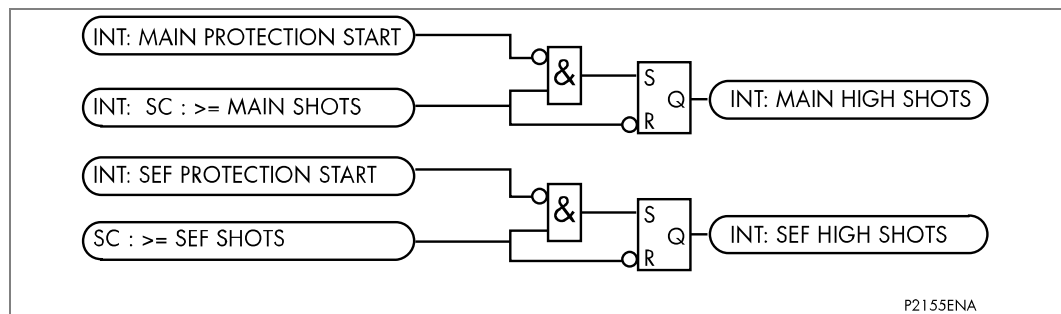 INT: MAIN PROTECTION START
&
S
Q
R
INT: MAIN HIGH SHOTS
INT: SC : >= MAIN SHOTS
INT: SEF PROTECTION START
&
S
Q
R
INT: SEF HIGH SHOTS
SC : >= SEF SHOTS
P2155ENA